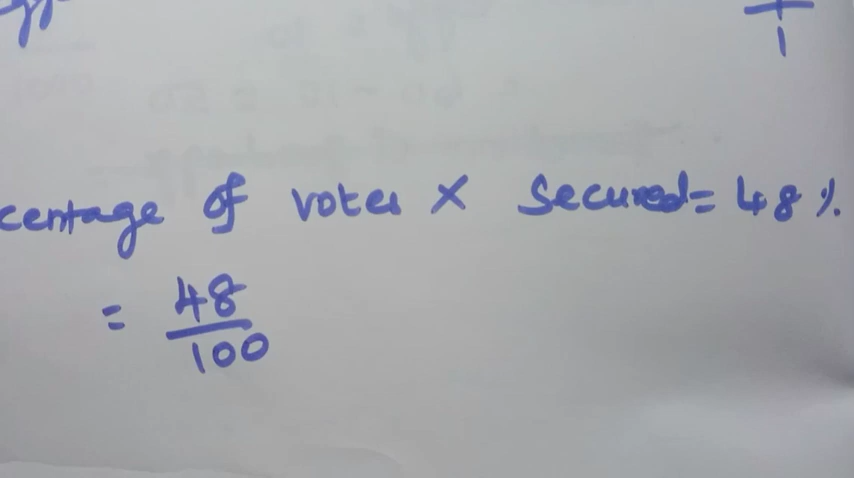 centage of votes X secured = 48%.
= 48
100